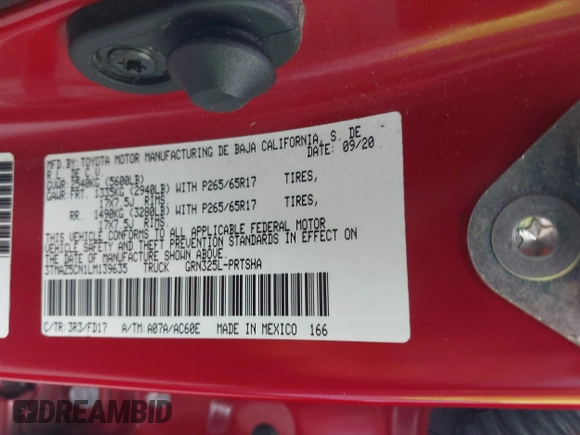 MFD.BY:TOYOTA MOTOR MANUFACTURING DE BAJA CALIFORNIA, S. DE
R.L. DE C.V. DATE: 09/20
GVWR: 2540KG (5600LB)
GAWR:FRT. 1335KG (2940LB) WITH P265/65R17 TIRES,
17X7.5J RIMS
RR. 1490KG (3280LB) WITH P265/65R17 TIRES,
17X7.5J RIMS
THIS VEHICLE CONFORMS TO ALL APPLICABLE FEDERAL MOTOR
VEHICLE SAFETY AND THEFT PREVENTION STANDARDS IN EFFECT ON
THE DATE OF MANUFACTURE SHOWN ABOVE.
3TMAZ5CN1LM139635 TRUCK GRN325L-PRTSHA
C/TR: 3R3/FD17 A/TM: A07A/AC60E MADE IN MEXICO 166
DREAMBID